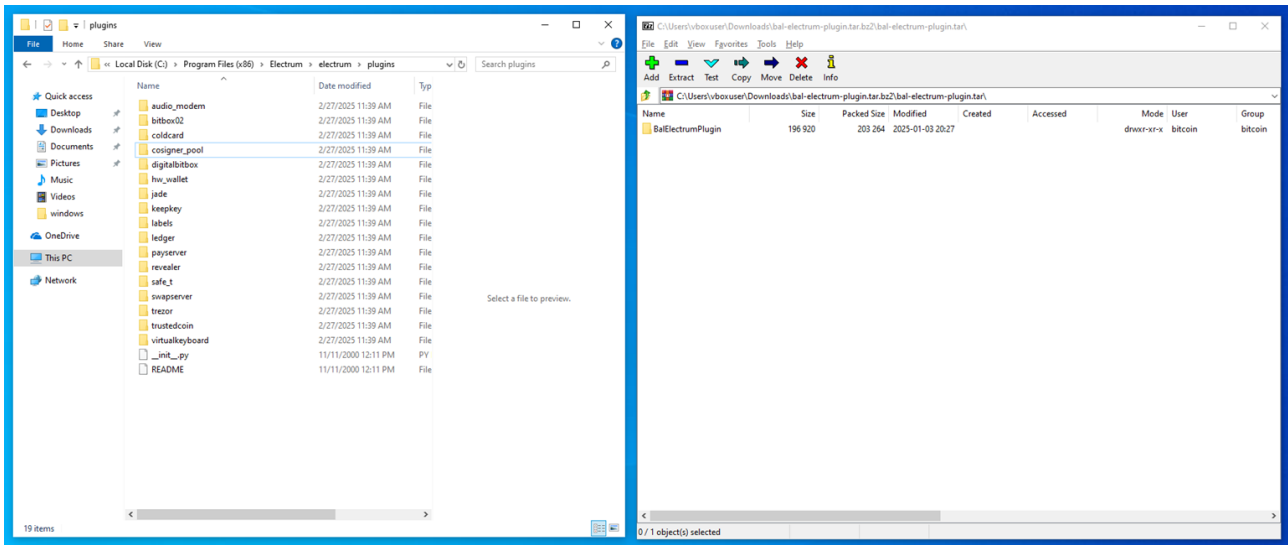 plugins
File Home Share View
« Local Disk (C:) › Program Files (x86) › Electrum › electrum › plugins
Search plugins
Quick access
Desktop
Downloads
Documents
Pictures
Music
Videos
windows
OneDrive
This PC
Network
Name Date modified Typ
audio_modem 2/27/2025 11:39 AM File
bitbox02 2/27/2025 11:39 AM File
coldcard 2/27/2025 11:39 AM File
cosigner_pool 2/27/2025 11:39 AM File
digitalbitbox 2/27/2025 11:39 AM File
hw_wallet 2/27/2025 11:39 AM File
jade 2/27/2025 11:39 AM File
keepkey 2/27/2025 11:39 AM File
labels 2/27/2025 11:39 AM File
ledger 2/27/2025 11:39 AM File
payserver 2/27/2025 11:39 AM File
revealer 2/27/2025 11:39 AM File
safe_t 2/27/2025 11:39 AM File
swapserver 2/27/2025 11:39 AM File
trezor 2/27/2025 11:39 AM File
trustedcoin 2/27/2025 11:39 AM File
virtualkeyboard 2/27/2025 11:39 AM File
__init__.py 11/11/2000 12:11 PM PY
README 11/11/2000 12:11 PM File
Select a file to preview.
19 items
C:\Users\vboxuser\Downloads\bal-electrum-plugin.tar.bz2\bal-electrum-plugin.tar\
File Edit View Favorites Tools Help
Add Extract Test Copy Move Delete Info
C:\Users\vboxuser\Downloads\bal-electrum-plugin.tar.bz2\bal-electrum-plugin.tar\
Name Size Packed Size Modified Created Accessed Mode User Group
BalElectrumPlugin 196 920 203 264 2025-01-03 20:27 drwxr-xr-x bitcoin bitcoin
0 / 1 object(s) selected